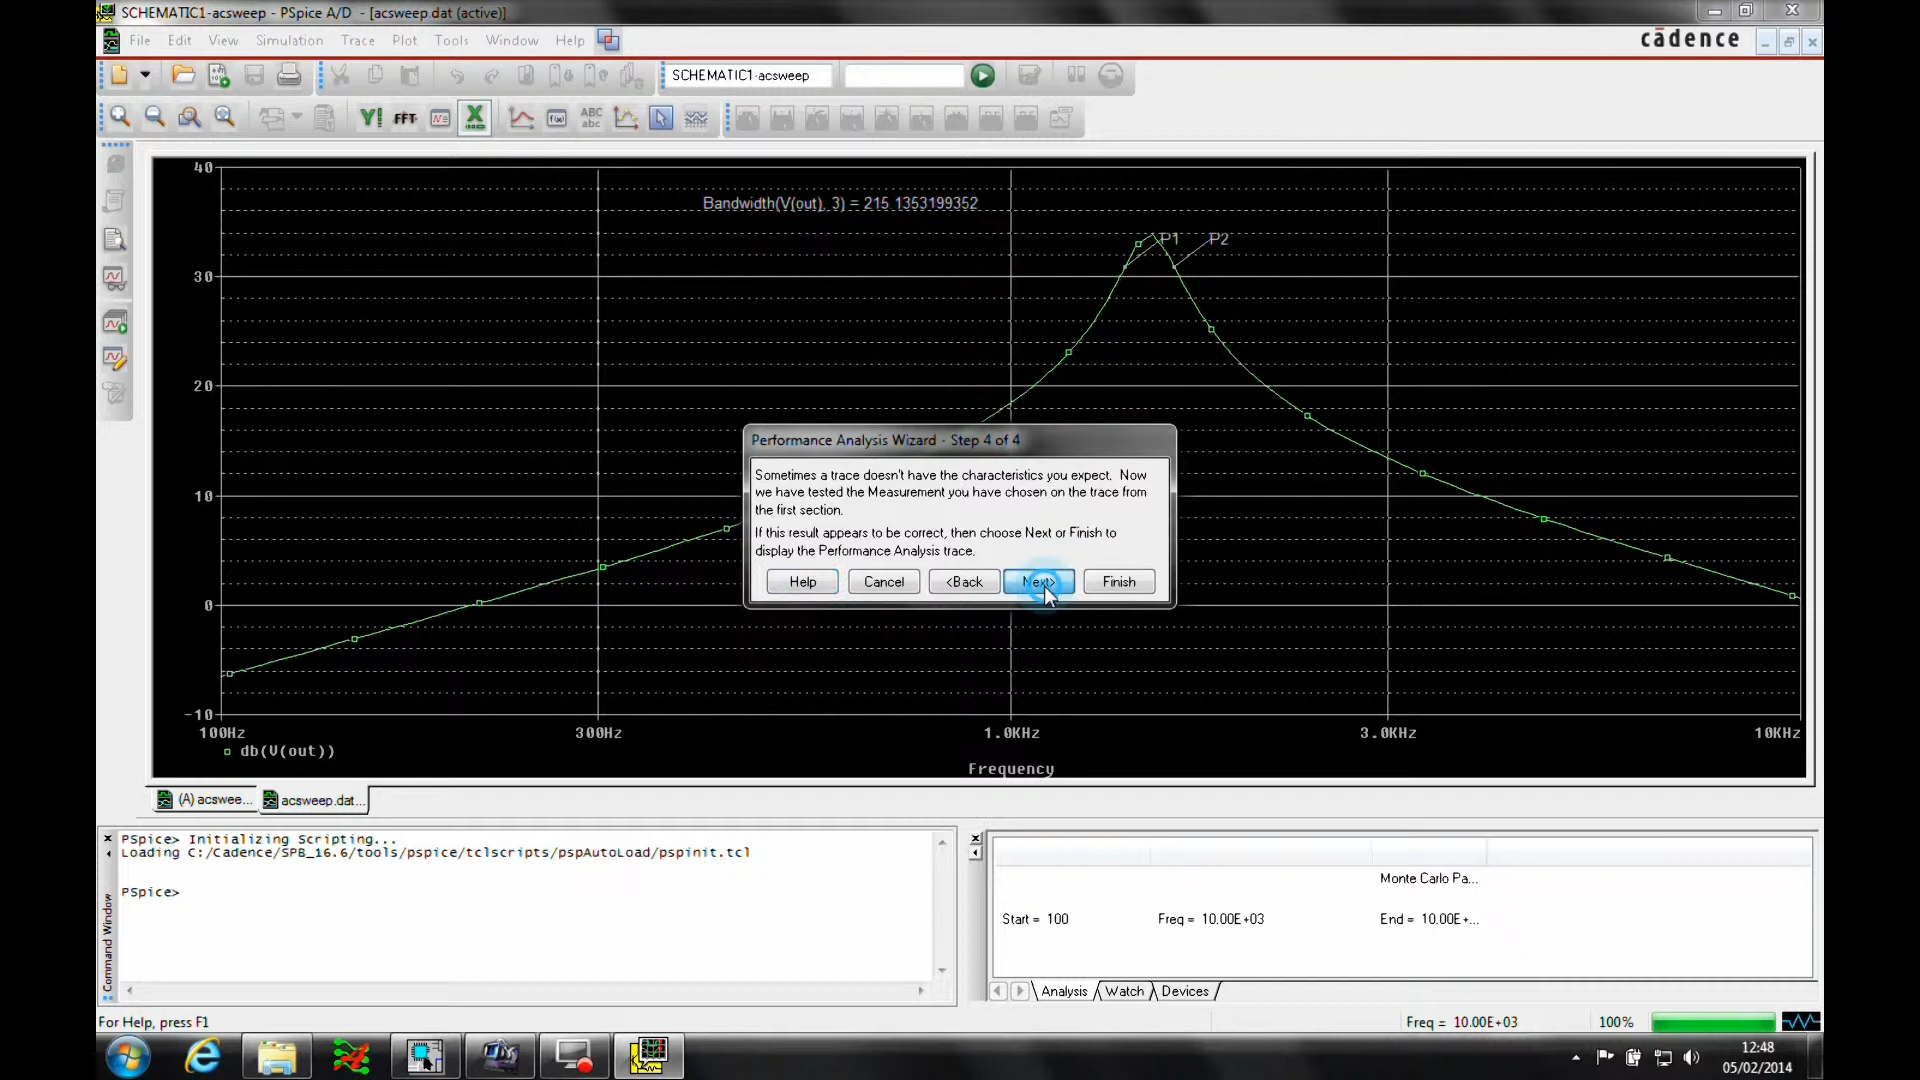 SCHEMATIC1-acsweep - PSpice A/D - [acsweep.dat (active)]
File Edit View Simulation Trace Plot Tools Window Help
cādence
SCHEMATIC1-acsweep
FFT
ABC
abc
40
30
20
10
0
-10
Bandwidth(V(out), 3) = 215.1353199352
P1 P2
Performance Analysis Wizard - Step 4 of 4
Sometimes a trace doesn't have the characteristics you expect. Now
we have tested the Measurement you have chosen on the trace from
the first section.
If this result appears to be correct, then choose Next or Finish to
display the Performance Analysis trace.
Help Cancel <Back Next> Finish
100Hz 300Hz 1.0KHz 3.0KHz 10KHz
db(V(out))
Frequency
(A) acswee... acsweep.dat...
PSpice> Initializing Scripting...
Loading C:/Cadence/SPB_16.6/tools/pspice/tclscripts/pspAutoLoad/pspinit.tcl
PSpice>
Command Window
Monte Carlo Pa...
Start = 100 Freq = 10.00E+03 End = 10.00E+...
Analysis Watch Devices
For Help, press F1
Freq = 10.00E+03 100%
12:48
05/02/2014